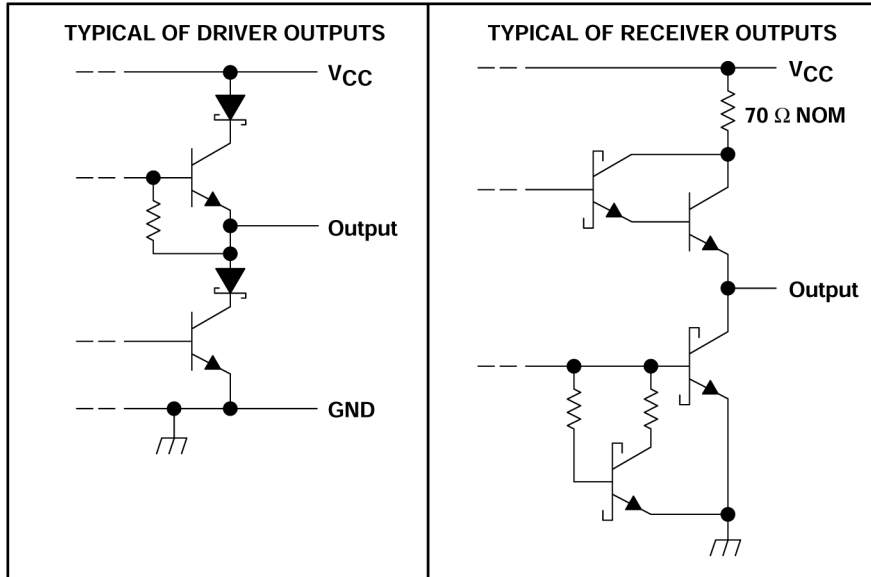 TYPICAL OF DRIVER OUTPUTS
VCC
Output
GND
TYPICAL OF RECEIVER OUTPUTS
VCC
70 Ω NOM
Output